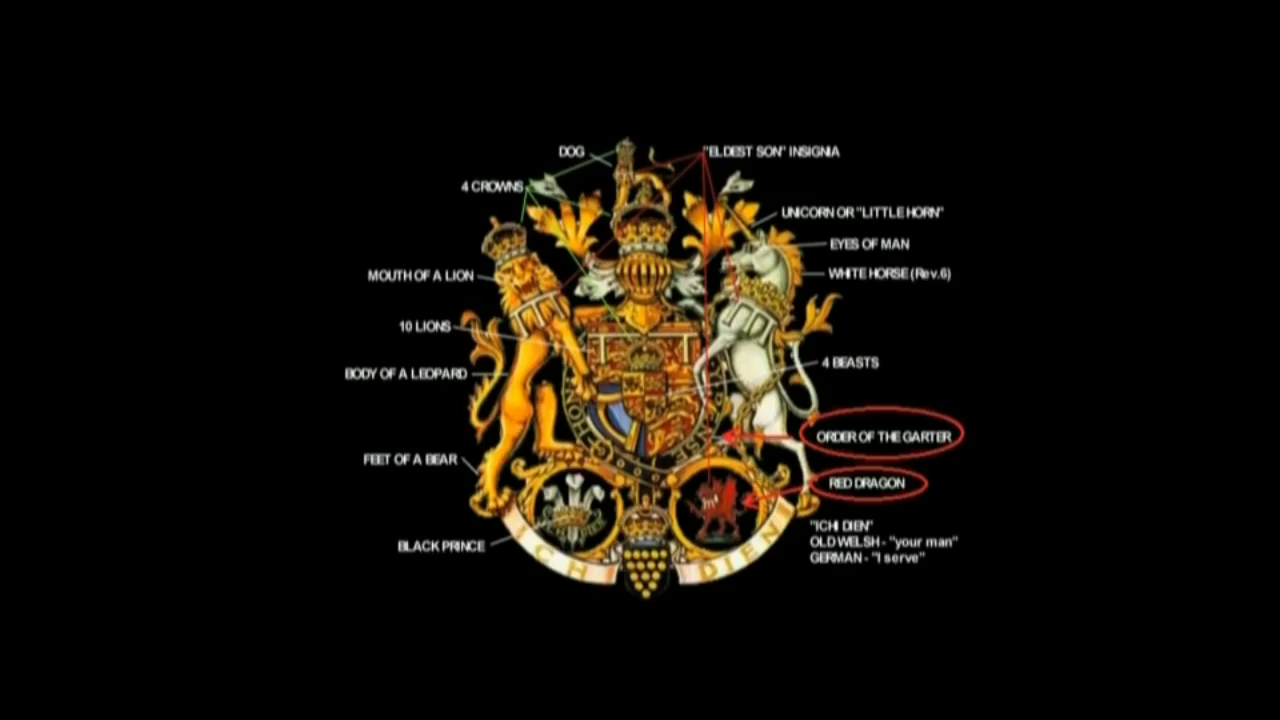 DOG
"ELDEST SON" INSIGNIA
4 CROWNS
UNICORN OR "LITTLE HORN"
EYES OF MAN
MOUTH OF A LION
WHITE HORSE (Rev.6)
10 LIONS
4 BEASTS
BODY OF A LEOPARD
ORDER OF THE GARTER
FEET OF A BEAR
RED DRAGON
"ICH DIEN"
OLD WELSH - "your man"
GERMAN - "I serve"
BLACK PRINCE
ICH DIEN